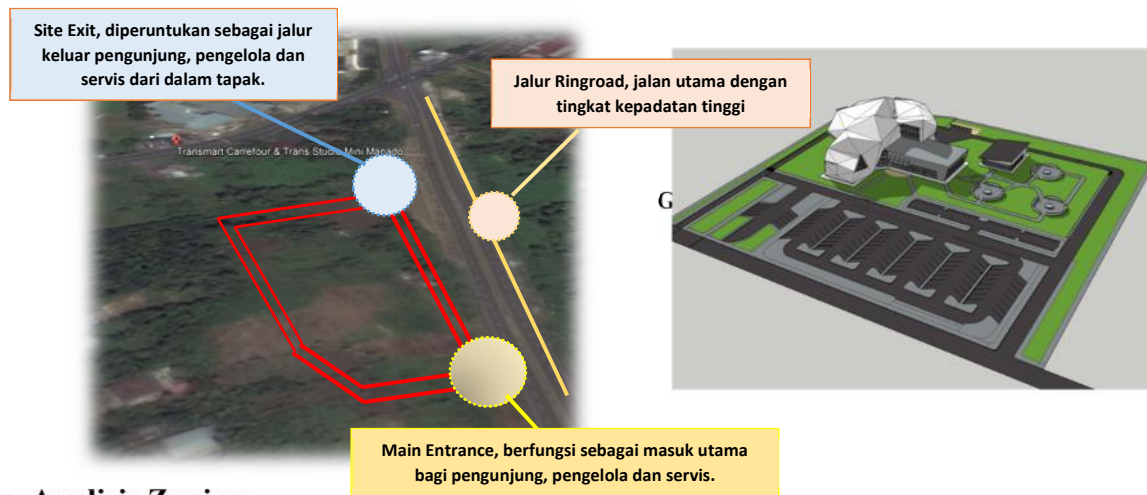 Site Exit, diperuntukan sebagai jalur
keluar pengunjung, pengelola dan
servis dari dalam tapak.
Jalur Ringroad, jalan utama dengan
tingkat kepadatan tinggi
Transmart Carrefour & Trans Studio Mini Manado
G
Main Entrance, berfungsi sebagai masuk utama
bagi pengunjung, pengelola dan servis.